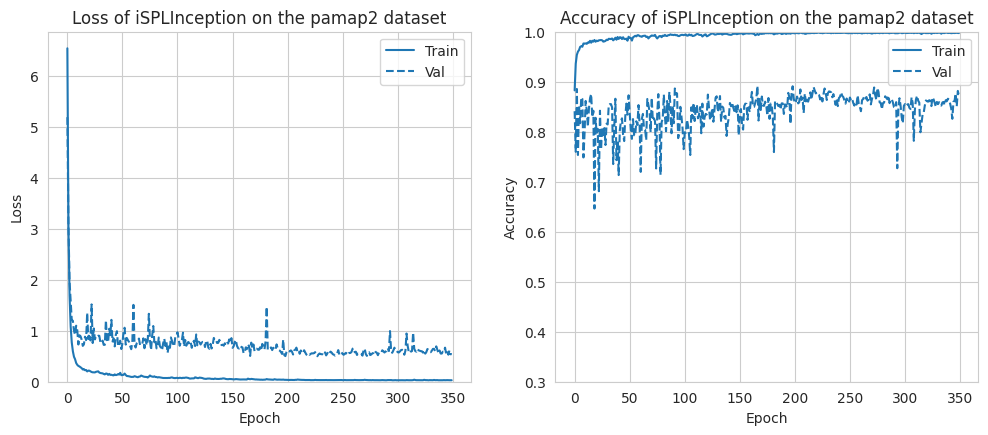 Loss of iSPLInception on the pamap2 dataset
Train
Val
6
5
4
3
2
1
0
Loss
0 50 100 150 200 250 300 350
Epoch
Accuracy of iSPLInception on the pamap2 dataset
Train
Val
1.0
0.9
0.8
0.7
0.6
0.5
0.4
0.3
Accuracy
0 50 100 150 200 250 300 350
Epoch